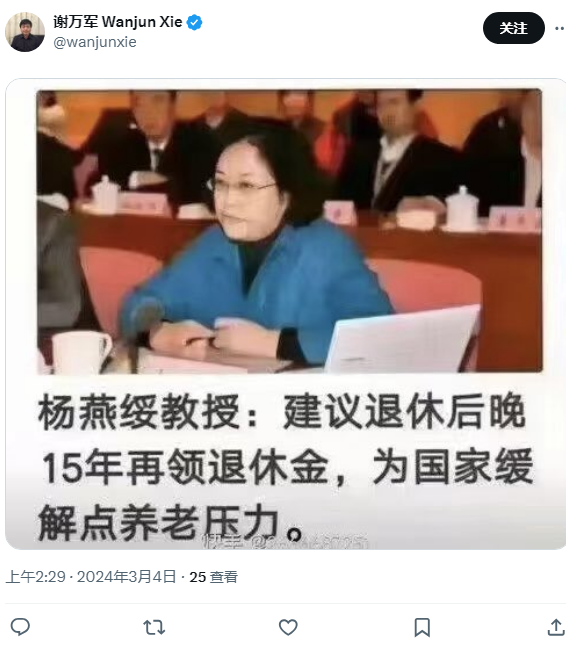 谢万军 Wanjun Xie
@wanjunxie
关注
杨燕绥教授：建议退休后晚
15年再领退休金，为国家缓
解点养老压力。
上午2:29 · 2024年3月4日 · 25 查看